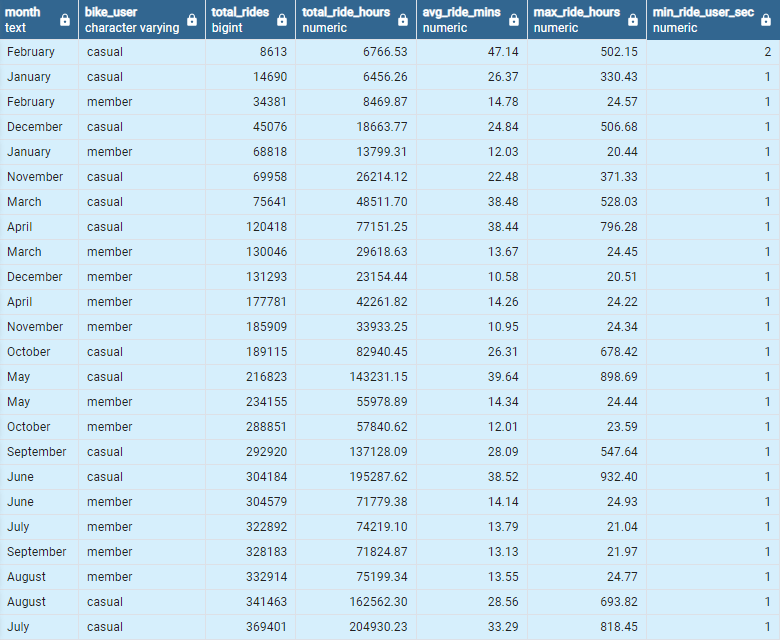 month bike_user total_rides total_ride_hours avg_ride_mins max_ride_hours min_ride_user_sec
text character varying bigint numeric numeric numeric numeric
February casual 8613 6766.53 47.14 502.15 2
January casual 14690 6456.26 26.37 330.43 1
February member 34381 8469.87 14.78 24.57 1
December casual 45076 18663.77 24.84 506.68 1
January member 68818 13799.31 12.03 20.44 1
November casual 69958 26214.12 22.48 371.33 1
March casual 75641 48511.70 38.48 528.03 1
April casual 120418 77151.25 38.44 796.28 1
March member 130046 29618.63 13.67 24.45 1
December member 131293 23154.44 10.58 20.51 1
April member 177781 42261.82 14.26 24.22 1
November member 185909 33933.25 10.95 24.34 1
October casual 189115 82940.45 26.31 678.42 1
May casual 216823 143231.15 39.64 898.69 1
May member 234155 55978.89 14.34 24.44 1
October member 288851 57840.62 12.01 23.59 1
September casual 292920 137128.09 28.09 547.64 1
June casual 304184 195287.62 38.52 932.40 1
June member 304579 71779.38 14.14 24.93 1
July member 322892 74219.10 13.79 21.04 1
September member 328183 71824.87 13.13 21.97 1
August member 332914 75199.34 13.55 24.77 1
August casual 341463 162562.30 28.56 693.82 1
July casual 369401 204930.23 33.29 818.45 1